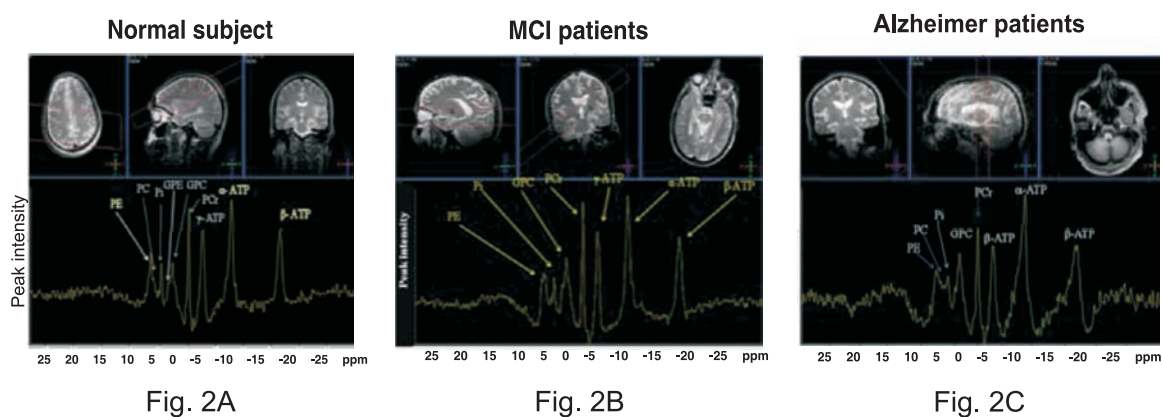 Normal subject
MCI patients
Alzheimer patients
Peak intensity
PE
PC
Pi
GPE
GPC
PCr
γ-ATP
α-ATP
β-ATP
25 20 15 10 5 0 -5 -10 -15 -20 -25 ppm
Fig. 2A
Peak intensity
PE
Pi
GPC
PCr
γ-ATP
α-ATP
β-ATP
25 20 15 10 5 0 -5 -10 -15 -20 -25 ppm
Fig. 2B
PE
PC
Pi
GPC
PCr
β-ATP
α-ATP
β-ATP
25 20 15 10 5 0 -5 -10 -15 -20 -25 ppm
Fig. 2C